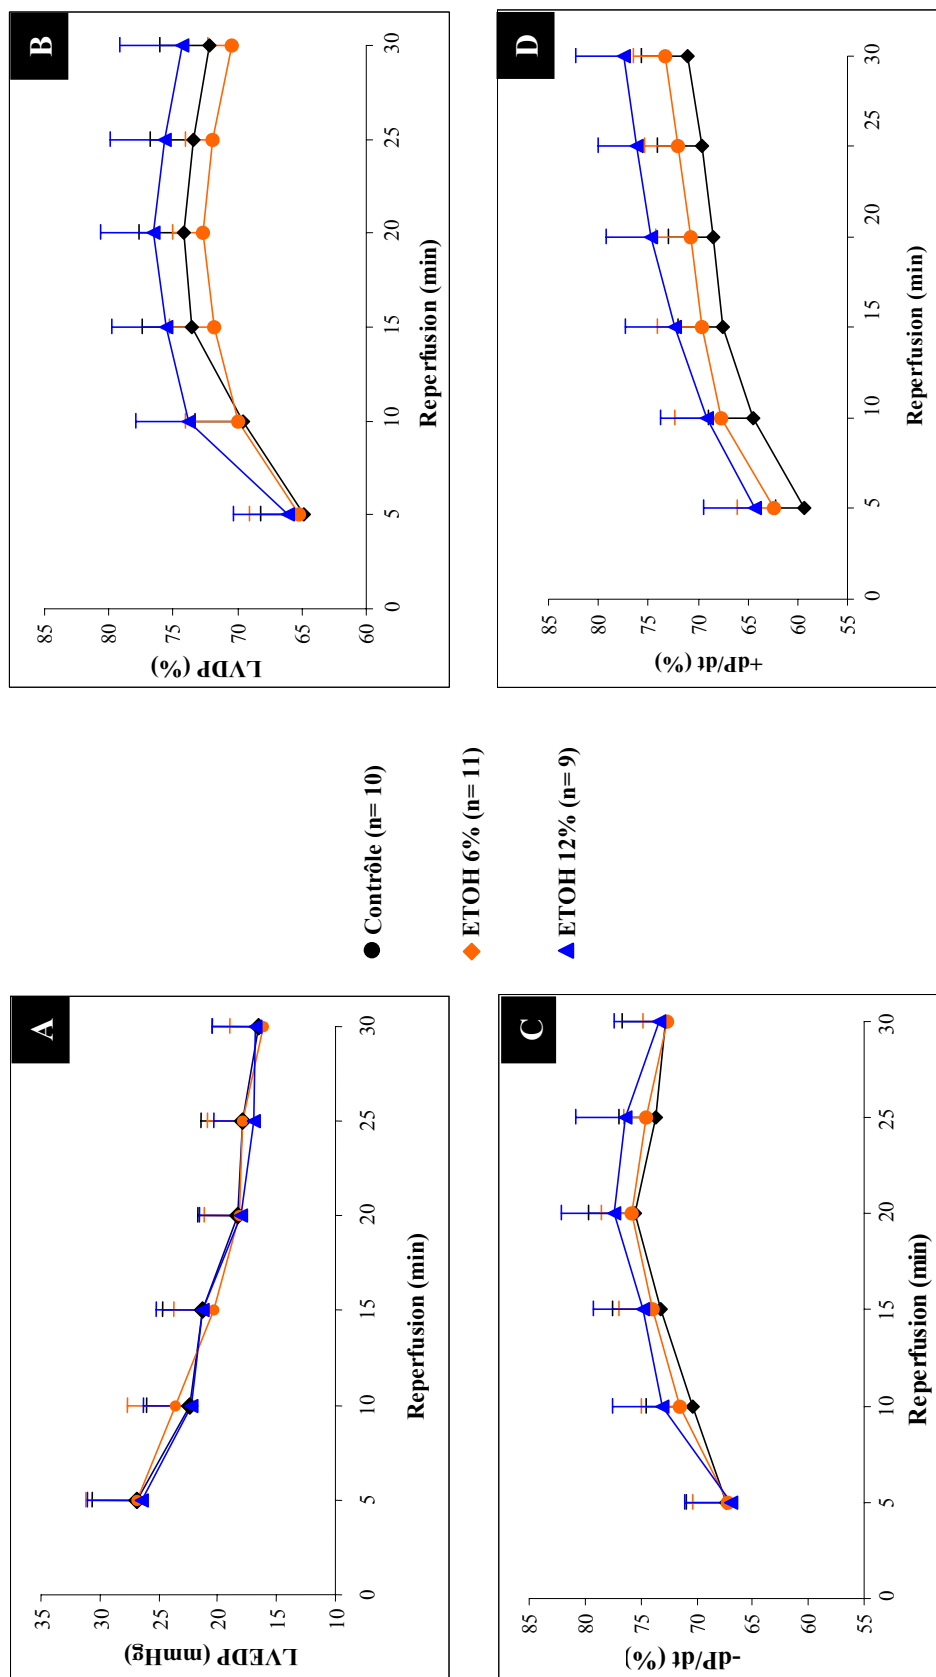 A
35
30
25
20
15
10
LVEDP (mmHg)
0 5 10 15 20 25 30
Reperfusion (min)
B
85
80
75
70
65
60
LVDP (%)
0 5 10 15 20 25 30
Reperfusion (min)
Contrôle (n= 10)
ETOH 6% (n= 11)
ETOH 12% (n= 9)
C
85
80
75
70
65
60
55
-dP/dt (%)
0 5 10 15 20 25 30
Reperfusion (min)
D
85
80
75
70
65
60
55
+dP/dt (%)
0 5 10 15 20 25 30
Reperfusion (min)